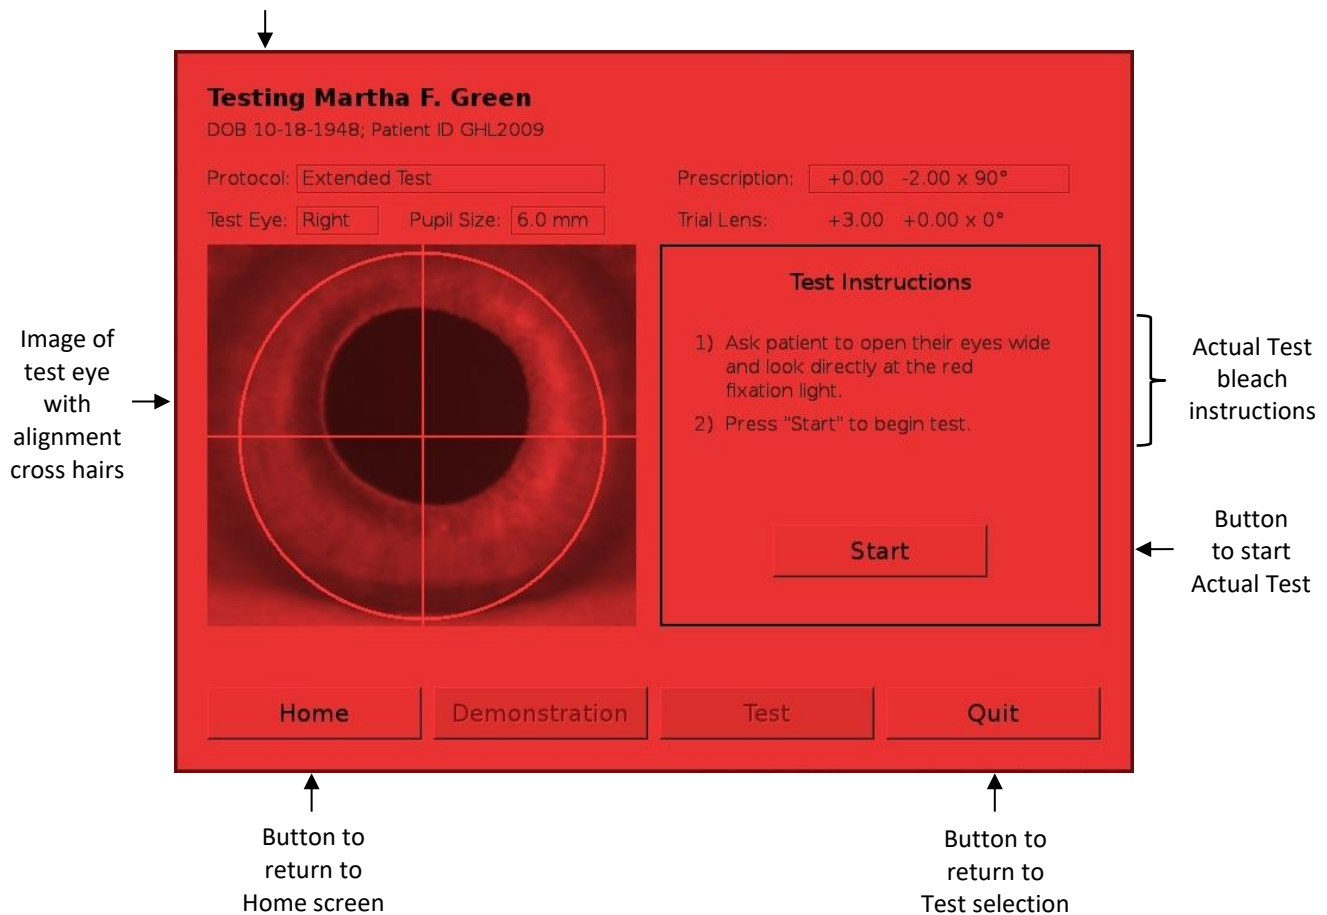 Testing Martha F. Green
DOB 10-18-1948; Patient ID GHL2009
Protocol: Extended Test
Prescription: +0.00 -2.00 x 90°
Test Eye: Right Pupil Size: 6.0 mm
Trial Lens: +3.00 +0.00 x 0°
Image of
test eye
with
alignment
cross hairs
Test Instructions
1) Ask patient to open their eyes wide
and look directly at the red
fixation light.
2) Press "Start" to begin test.
Start
Actual Test
bleach
instructions
Button
to start
Actual Test
Home
Demonstration
Test
Quit
Button to
return to
Home screen
Button to
return to
Test selection